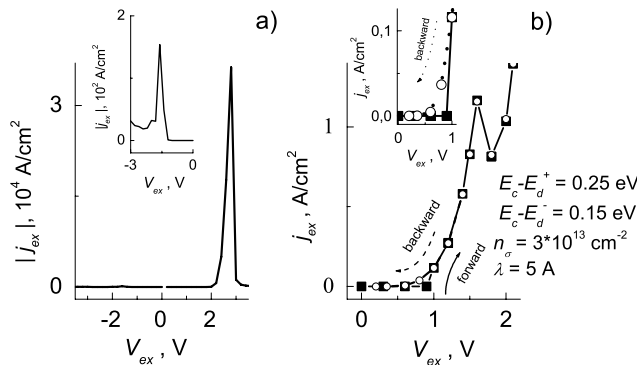 a)
2
1
0
-3
0
|j_ex|, 10^2 A/cm^2
V_ex , V
3
0
-2
0
2
|j_ex|, 10^4 A/cm^2
V_ex , V
b)
0,1
0,0
0
1
j_ex, A/cm^2
V_ex , V
backward
1
0
0
1
2
j_ex, A/cm^2
V_ex , V
backward
forward
E_c-E_d^+ = 0.25 eV
E_c-E_d^- = 0.15 eV
n_σ = 3*10^13 cm^-2
λ = 5 A